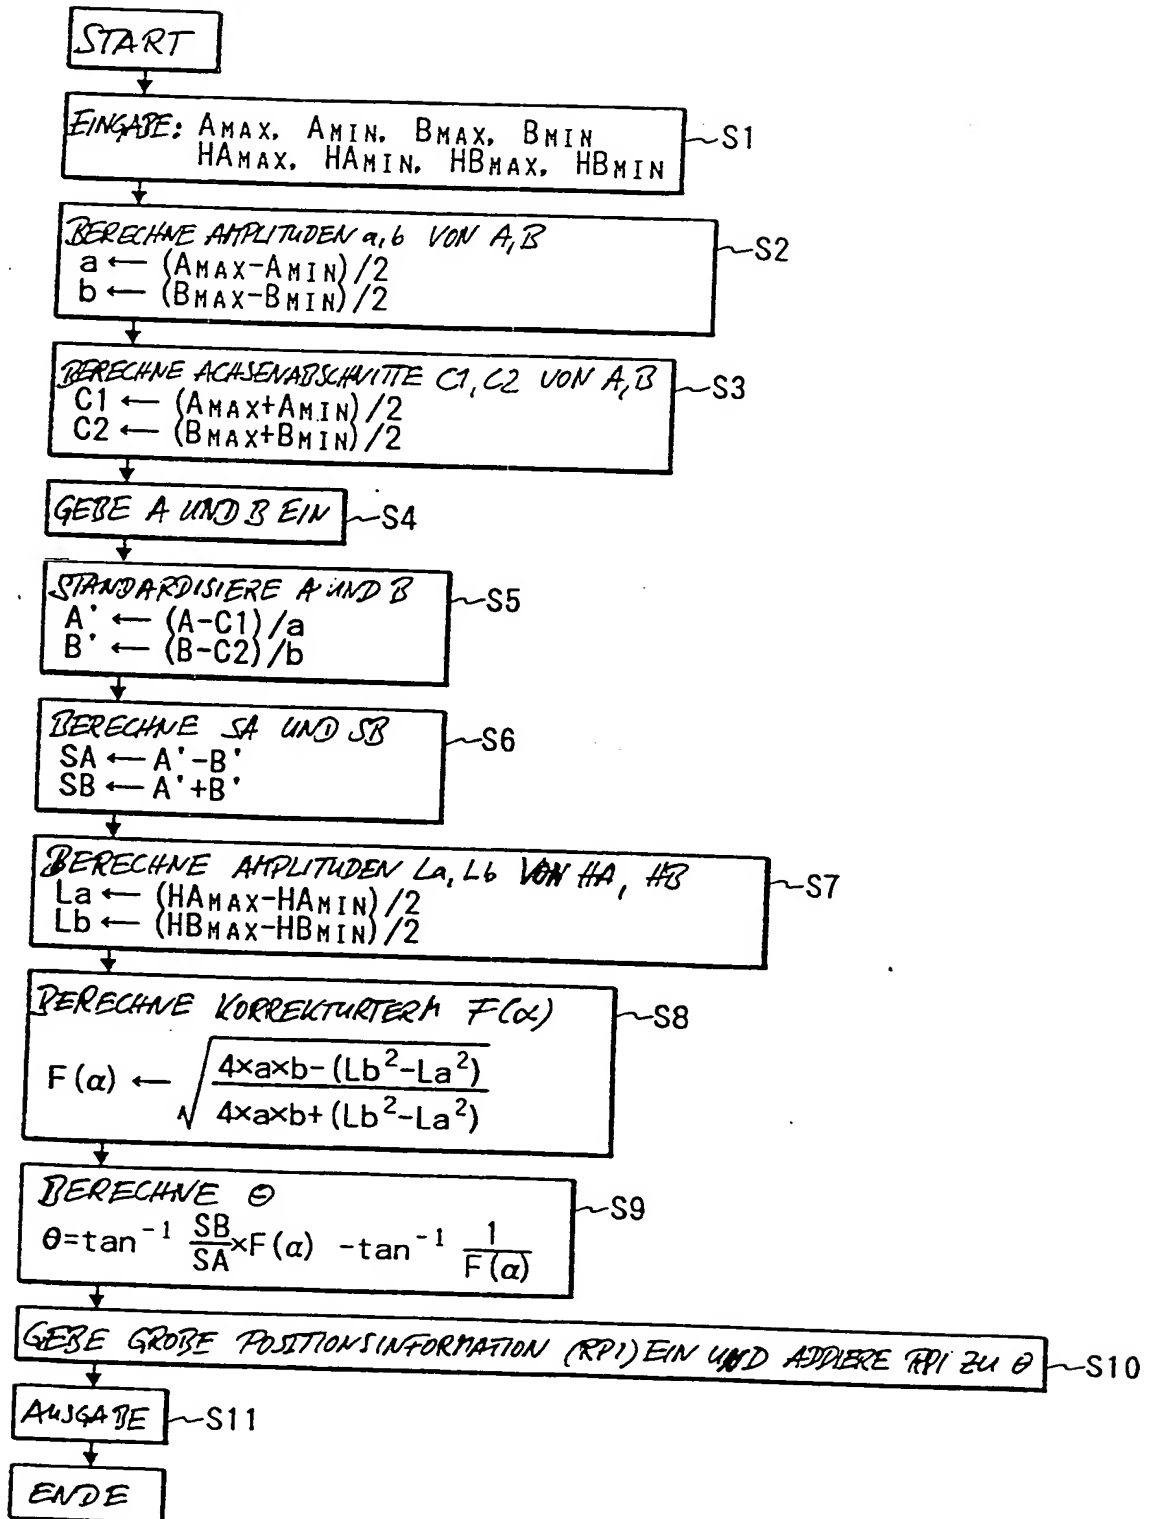 START
EINGABE: AMAX, AMIN, BMAX, BMIN
HAMAX, HAMIN, HBMAX, HBMIN
S1
BERECHNE AMPLITUDEN a,b VON A,B
a ← (AMAX-AMIN)/2
b ← (BMAX-BMIN)/2
S2
BERECHNE ACHSENABSCHNITTE C1,C2 VON A,B
C1 ← (AMAX+AMIN)/2
C2 ← (BMAX+BMIN)/2
S3
GEBE A UND B EIN
S4
STANDARDISIERE A UND B
A' ← (A-C1)/a
B' ← (B-C2)/b
S5
BERECHNE SA UND SB
SA ← A'-B'
SB ← A'+B'
S6
BERECHNE AMPLITUDEN La,Lb VON HA, HB
La ← (HAMAX-HAMIN)/2
Lb ← (HBMAX-HBMIN)/2
S7
BERECHNE KORREKTURTERM F(α)
F(α) ← √(4×a×b-(Lb²-La²) / 4×a×b+(Lb²-La²))
S8
BERECHNE Θ
θ=tan⁻¹ SB/SA ×F(α) -tan⁻¹ 1/F(α)
S9
GEBE GROBE POSITIONSINFORMATION (RPI) EIN UND ADDIERE RPI ZU θ
S10
AUSGABE
S11
ENDE